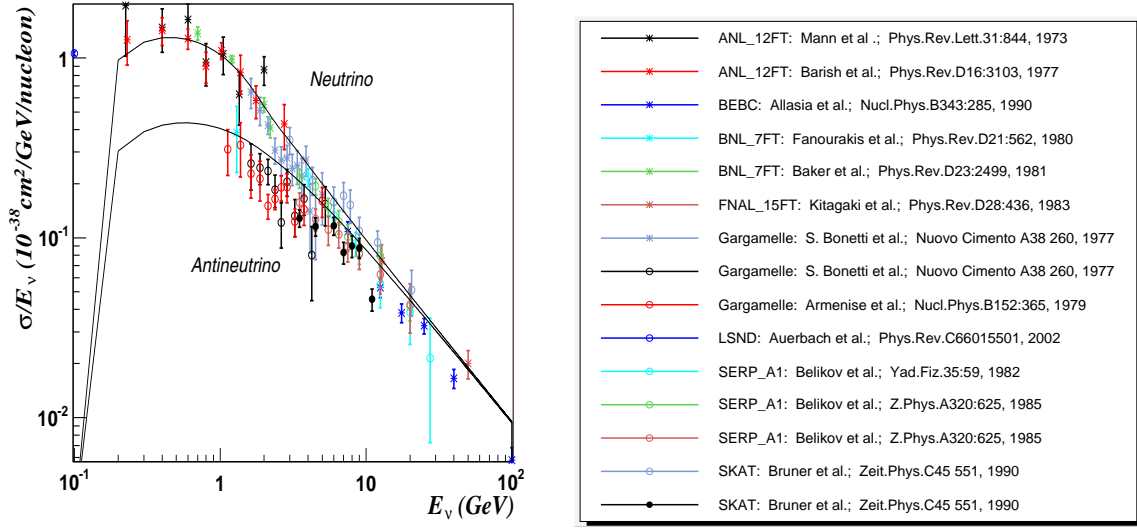 σ/Eν (10⁻³⁸cm²/GeV/nucleon)
1
10⁻¹
10⁻²
Neutrino
Antineutrino
10⁻¹ 1 10 10²
Eν (GeV)
ANL_12FT: Mann et al .; Phys.Rev.Lett.31:844, 1973
ANL_12FT: Barish et al.; Phys.Rev.D16:3103, 1977
BEBC: Allasia et al.; Nucl.Phys.B343:285, 1990
BNL_7FT: Fanourakis et al.; Phys.Rev.D21:562, 1980
BNL_7FT: Baker et al.; Phys.Rev.D23:2499, 1981
FNAL_15FT: Kitagaki et al.; Phys.Rev.D28:436, 1983
Gargamelle: S. Bonetti et al.; Nuovo Cimento A38 260, 1977
Gargamelle: S. Bonetti et al.; Nuovo Cimento A38 260, 1977
Gargamelle: Armenise et al.; Nucl.Phys.B152:365, 1979
LSND: Auerbach et al.; Phys.Rev.C66015501, 2002
SERP_A1: Belikov et al.; Yad.Fiz.35:59, 1982
SERP_A1: Belikov et al.; Z.Phys.A320:625, 1985
SERP_A1: Belikov et al.; Z.Phys.A320:625, 1985
SKAT: Bruner et al.; Zeit.Phys.C45 551, 1990
SKAT: Bruner et al.; Zeit.Phys.C45 551, 1990